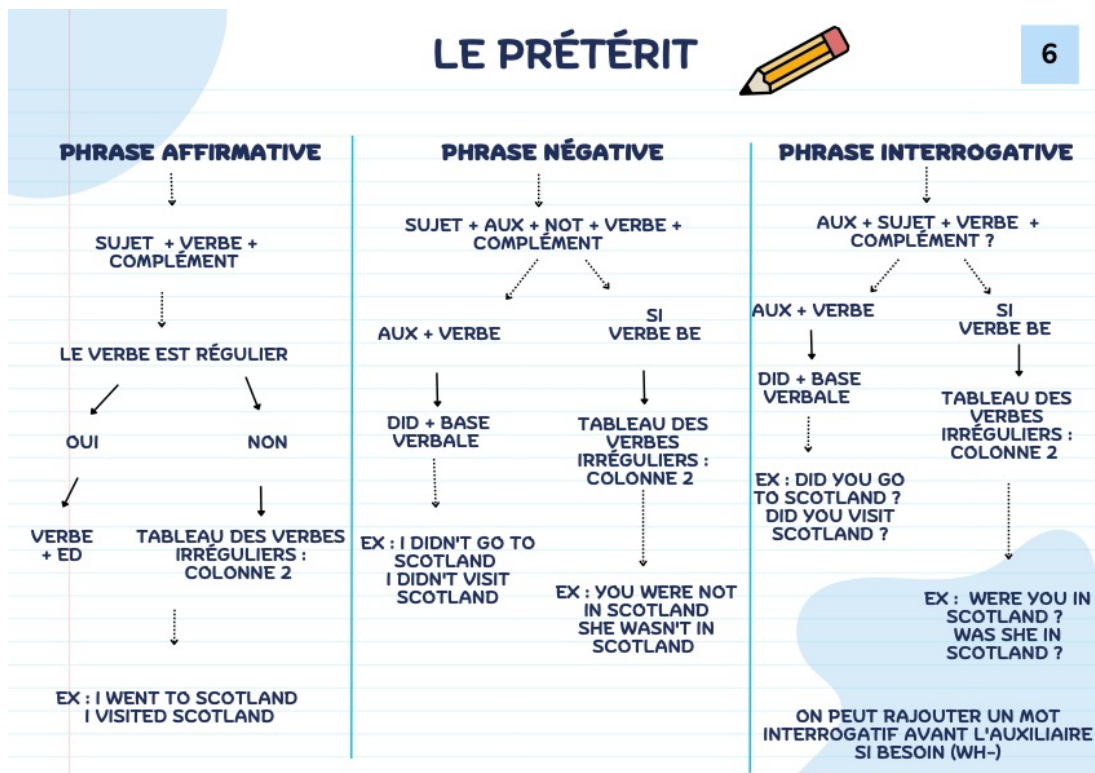 LE PRÉTÉRIT
6
PHRASE AFFIRMATIVE
SUJET + VERBE +
COMPLÉMENT
LE VERBE EST RÉGULIER
OUI
NON
VERBE
+ ED
TABLEAU DES VERBES
IRRÉGULIERS :
COLONNE 2
EX : I WENT TO SCOTLAND
I VISITED SCOTLAND
PHRASE NÉGATIVE
SUJET + AUX + NOT + VERBE +
COMPLÉMENT
AUX + VERBE
DID + BASE
VERBALE
EX : I DIDN'T GO TO
SCOTLAND
I DIDN'T VISIT
SCOTLAND
SI
VERBE BE
TABLEAU DES
VERBES
IRRÉGULIERS :
COLONNE 2
EX : YOU WERE NOT
IN SCOTLAND
SHE WASN'T IN
SCOTLAND
PHRASE INTERROGATIVE
AUX + SUJET + VERBE +
COMPLÉMENT ?
AUX + VERBE
DID + BASE
VERBALE
EX : DID YOU GO
TO SCOTLAND ?
DID YOU VISIT
SCOTLAND ?
SI
VERBE BE
TABLEAU DES
VERBES
IRRÉGULIERS :
COLONNE 2
EX : WERE YOU IN
SCOTLAND ?
WAS SHE IN
SCOTLAND ?
ON PEUT RAJOUTER UN MOT
INTERROGATIF AVANT L'AUXILIAIRE
SI BESOIN (WH-)